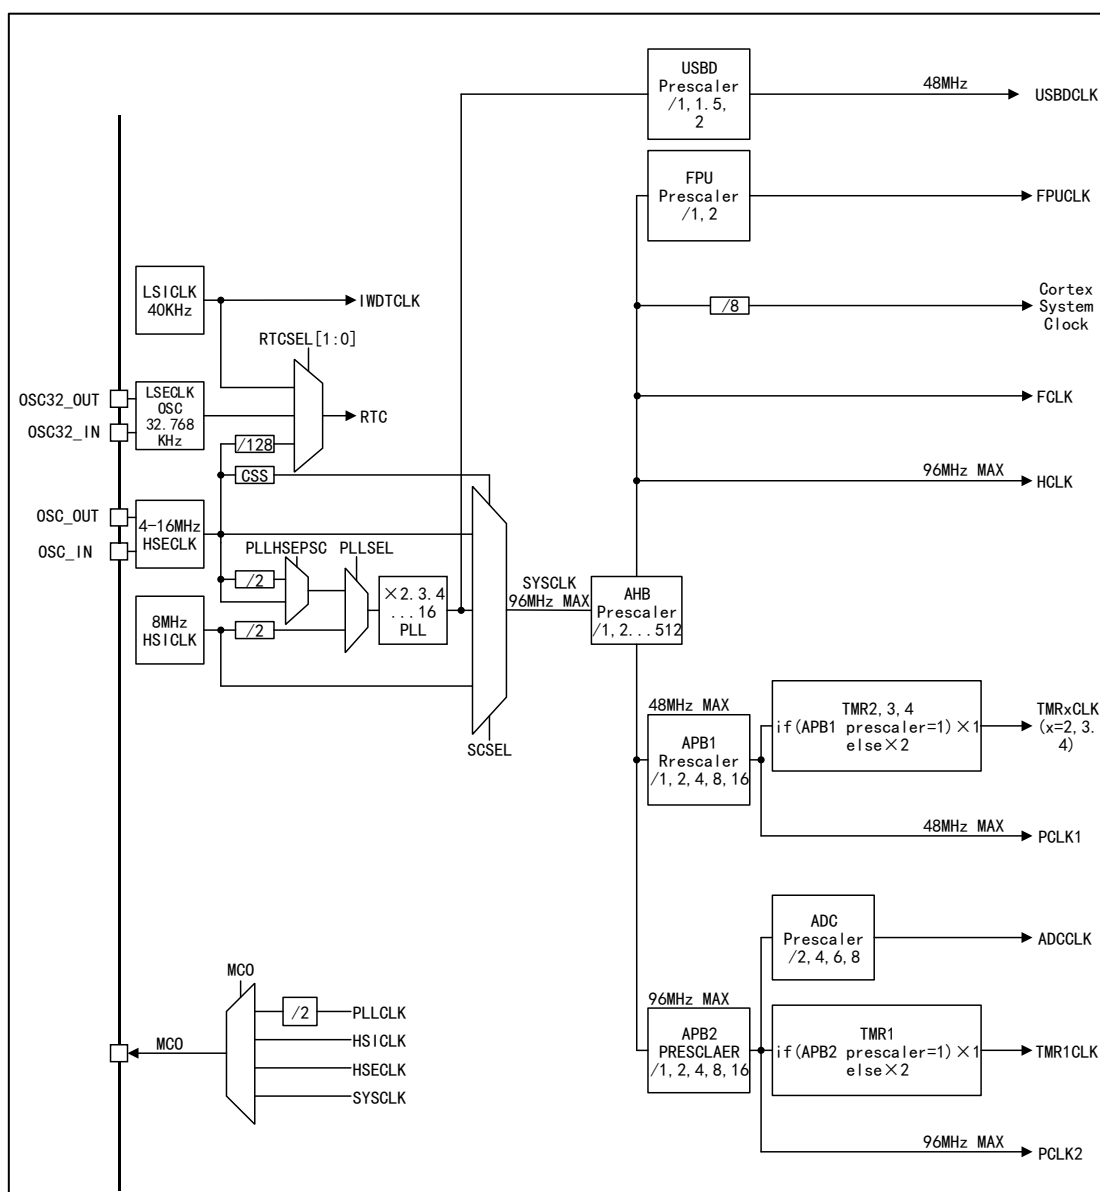 USBD
Prescaler
/1, 1.5,
2
48MHz
USBDCLK
FPU
Prescaler
/1, 2
FPUCLK
LSICLK
40KHz
IWDTCLK
/8
Cortex
System
Clock
RTCSEL[1:0]
OSC32_OUT
OSC32_IN
LSECLK
OSC
32.768
KHz
RTC
FCLK
/128
CSS
96MHz MAX
HCLK
OSC_OUT
OSC_IN
4-16MHz
HSECLK
PLLHSEPSC
PLLSEL
/2
×2.3.4
...16
PLL
SYSCLK
96MHz MAX
AHB
Prescaler
/1, 2...512
8MHz
HSICLK
/2
SCSEL
48MHz MAX
APB1
Rrescaler
/1, 2, 4, 8, 16
TMR2, 3, 4
if(APB1 prescaler=1)×1
else×2
TMRxCLK
(x=2, 3.
4)
48MHz MAX
PCLK1
ADC
Prescaler
/2, 4, 6, 8
ADCCLK
MCO
/2
PLLCLK
HSICLK
HSECLK
SYSCLK
MCO
96MHz MAX
APB2
PRESCLAER
/1, 2, 4, 8, 16
TMR1
if(APB2 prescaler=1)×1
else×2
TMR1CLK
96MHz MAX
PCLK2